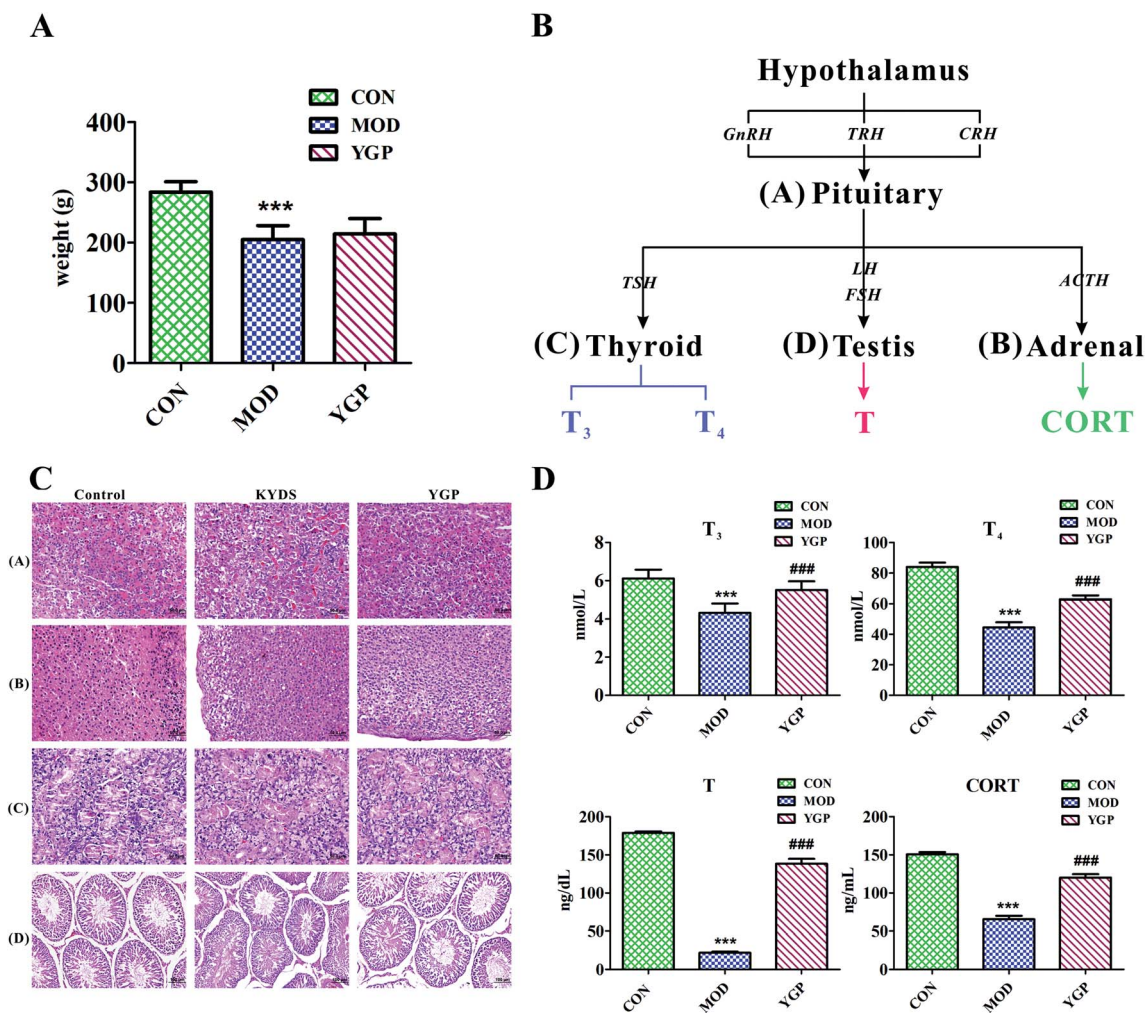 A
CON
MOD
YGP
400
300
200
100
0
weight (g)
***
CON
MOD
YGP
B
Hypothalamus
GnRH
TRH
CRH
(A) Pituitary
TSH
LH
FSH
ACTH
(C) Thyroid
(D) Testis
(B) Adrenal
T3
T4
T
CORT
C
Control
KYDS
YGP
(A)
(B)
(C)
(D)
D
T3
CON
MOD
YGP
8
6
4
2
0
nmol/L
***
###
CON
MOD
YGP
T4
CON
MOD
YGP
100
80
60
40
20
0
nmol/L
***
###
CON
MOD
YGP
T
CON
MOD
YGP
200
150
100
50
0
ng/dL
***
###
CON
MOD
YGP
CORT
CON
MOD
YGP
200
150
100
50
0
ng/mL
***
###
CON
MOD
YGP